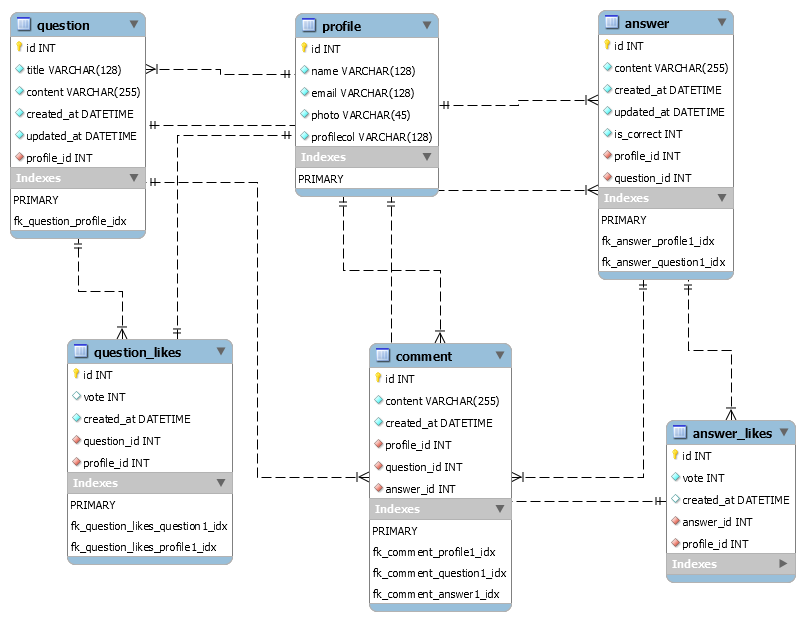 question
id INT
title VARCHAR(128)
content VARCHAR(255)
created_at DATETIME
updated_at DATETIME
profile_id INT
Indexes
PRIMARY
fk_question_profile_idx
profile
id INT
name VARCHAR(128)
email VARCHAR(128)
photo VARCHAR(45)
profilecol VARCHAR(128)
Indexes
PRIMARY
answer
id INT
content VARCHAR(255)
created_at DATETIME
updated_at DATETIME
is_correct INT
profile_id INT
question_id INT
Indexes
PRIMARY
fk_answer_profile1_idx
fk_answer_question1_idx
question_likes
id INT
vote INT
created_at DATETIME
question_id INT
profile_id INT
Indexes
PRIMARY
fk_question_likes_question1_idx
fk_question_likes_profile1_idx
comment
id INT
content VARCHAR(255)
created_at DATETIME
profile_id INT
question_id INT
answer_id INT
Indexes
PRIMARY
fk_comment_profile1_idx
fk_comment_question1_idx
fk_comment_answer1_idx
answer_likes
id INT
vote INT
created_at DATETIME
answer_id INT
profile_id INT
Indexes